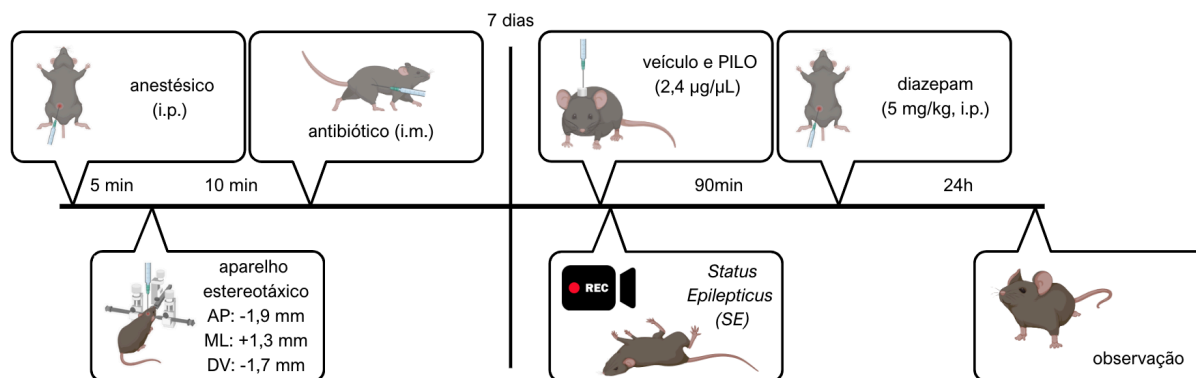 7 dias
anestésico
(i.p.)
antibiótico (i.m.)
veículo e PILO
(2,4 µg/µL)
diazepam
(5 mg/kg, i.p.)
5 min
10 min
90min
24h
aparelho
estereotáxico
AP: -1,9 mm
ML: +1,3 mm
DV: -1,7 mm
REC
Status
Epilepticus
(SE)
observação